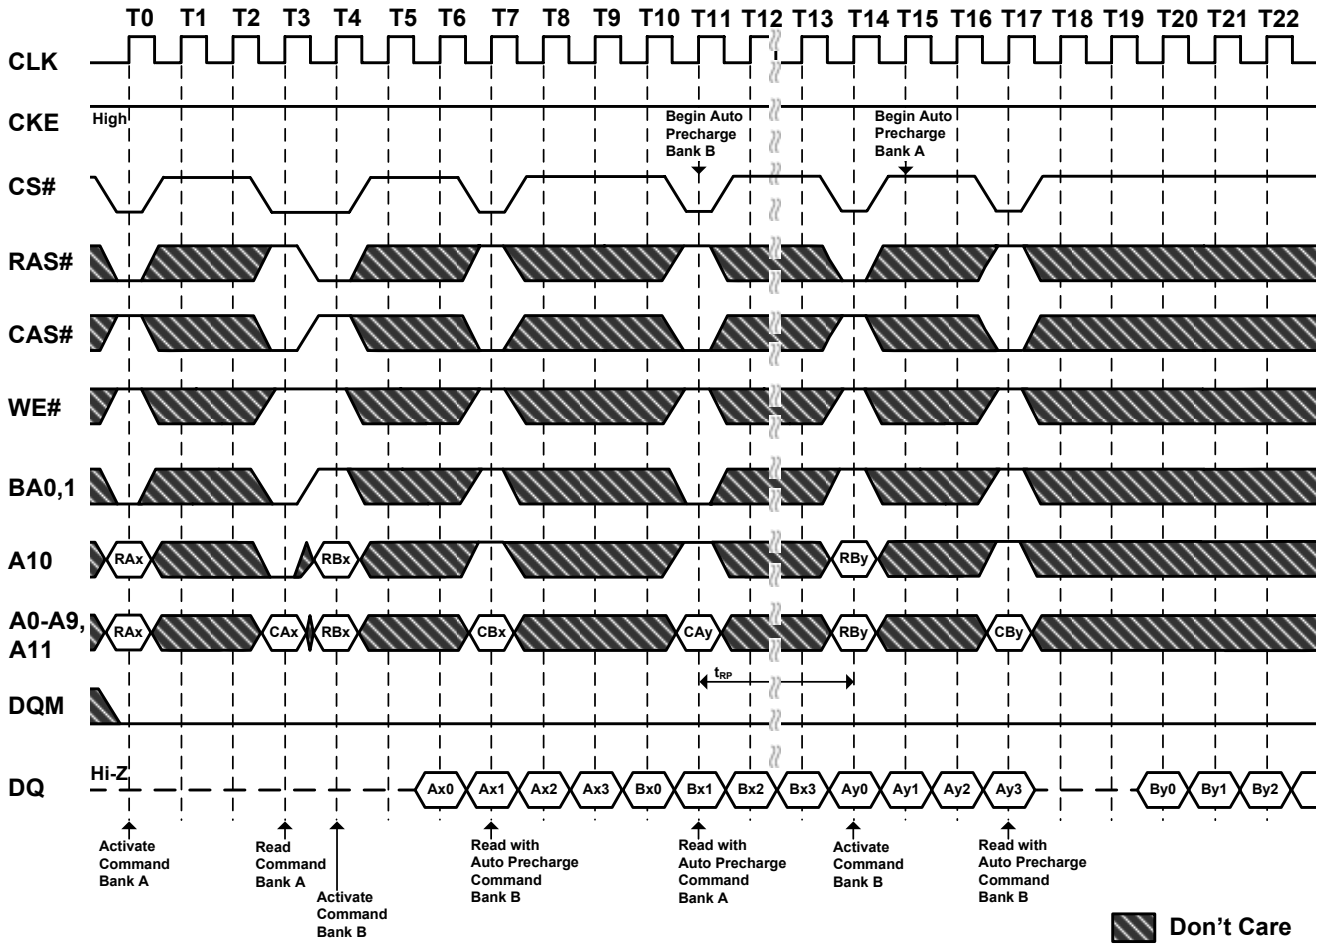 T0 T1 T2 T3 T4 T5 T6 T7 T8 T9 T10 T11 T12 T13 T14 T15 T16 T17 T18 T19 T20 T21 T22
CLK
CKE
High
Begin Auto
Precharge
Bank B
Begin Auto
Precharge
Bank A
CS#
RAS#
CAS#
WE#
BA0,1
A10
RAx RBx RBy
A0-A9,
A11
RAx CAx RBx CBx CAy RBy CBy
tRP
DQM
Hi-Z
DQ
Ax0 Ax1 Ax2 Ax3 Bx0 Bx1 Bx2 Bx3 Ay0 Ay1 Ay2 Ay3 By0 By1 By2
Activate
Command
Bank A
Read
Command
Bank A
Activate
Command
Bank B
Read with
Auto Precharge
Command
Bank B
Read with
Auto Precharge
Command
Bank A
Activate
Command
Bank B
Read with
Auto Precharge
Command
Bank B
Don't Care